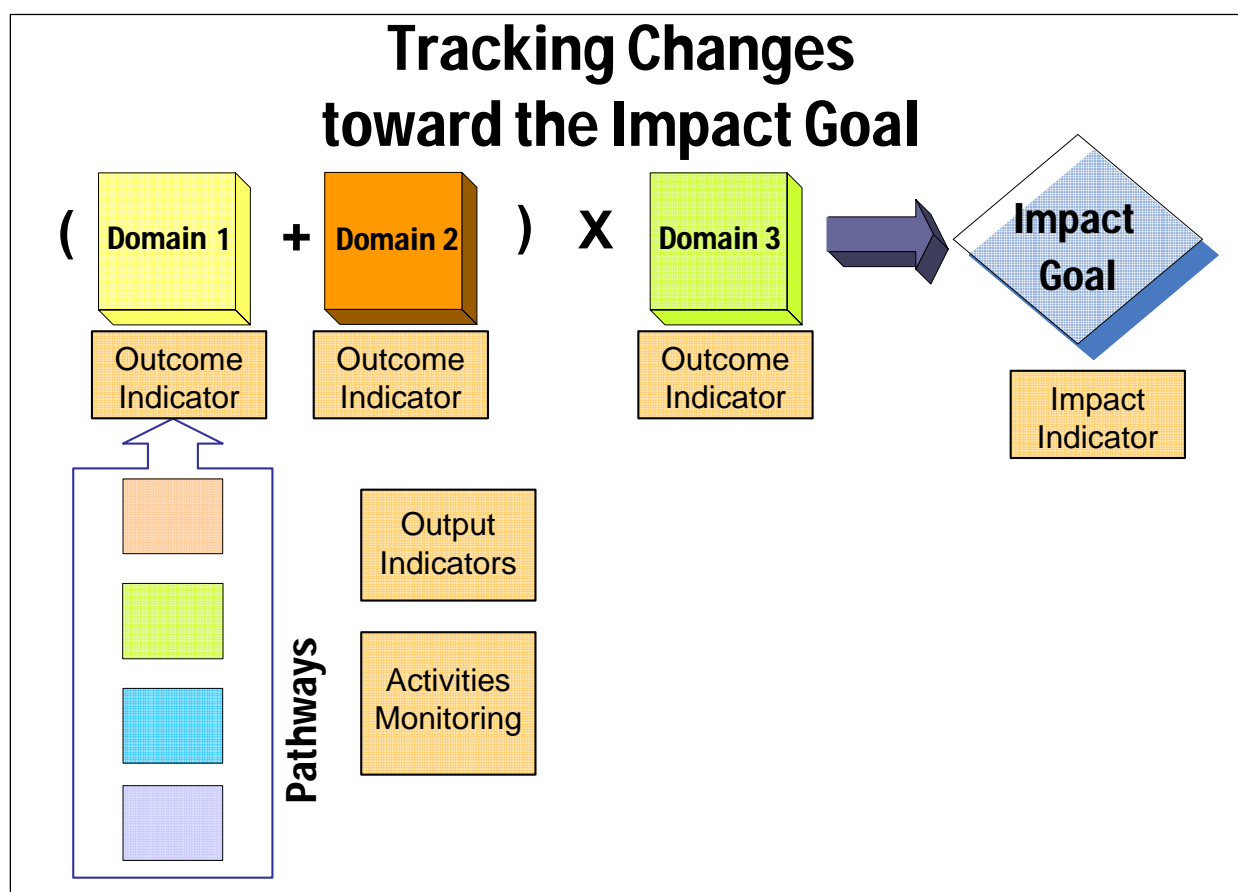 Tracking Changes
toward the Impact Goal
( Domain 1 + Domain 2 ) X Domain 3
Impact
Goal
Outcome
Indicator
Outcome
Indicator
Outcome
Indicator
Impact
Indicator
Output
Indicators
Activities
Monitoring
Pathways